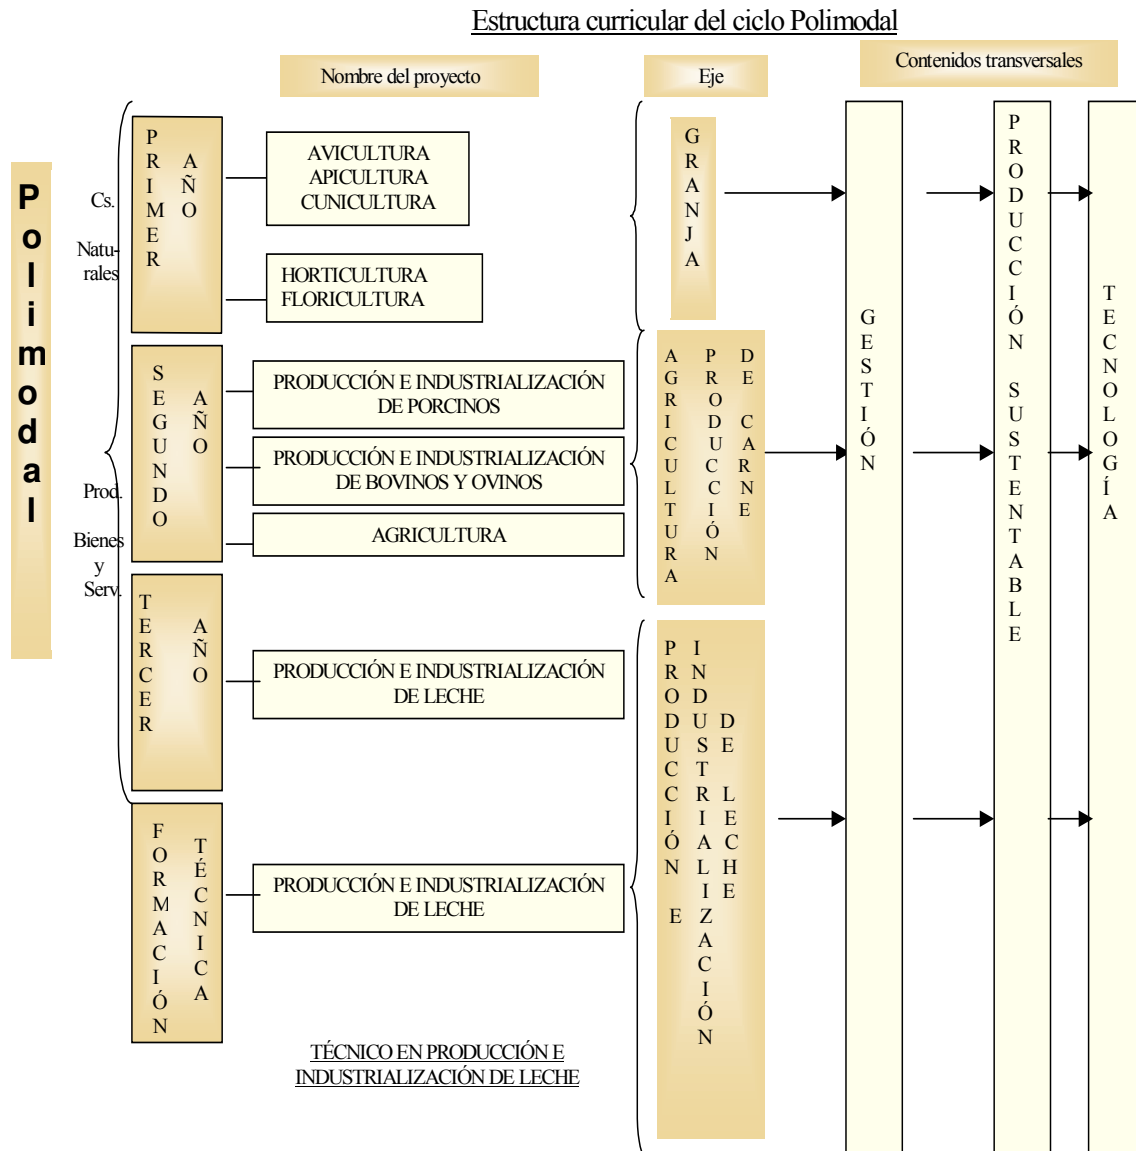 Estructura curricular del ciclo Polimodal
Nombre del proyecto
Eje
Contenidos transversales
Polimodal
Cs.
Natu-
rales
Prod.
Bienes
y
Serv.
PRIMER
AÑO
AVICULTURA
APICULTURA
CUNICULTURA
HORTICULTURA
FLORICULTURA
SEGUNDO
AÑO
PRODUCCIÓN E INDUSTRIALIZACIÓN
DE PORCINOS
PRODUCCIÓN E INDUSTRIALIZACIÓN
DE BOVINOS Y OVINOS
AGRICULTURA
TERCER
AÑO
PRODUCCIÓN E INDUSTRIALIZACIÓN
DE LECHE
FORMACIÓN
TÉCNICA
PRODUCCIÓN E INDUSTRIALIZACIÓN
DE LECHE
TÉCNICO EN PRODUCCIÓN E
INDUSTRIALIZACIÓN DE LECHE
GRANJA
AGRICULTURA
PRODUCCIÓN
DE CARNE
PRODUCCIÓN E
INDUSTRIALIZACIÓN
DE LECHE
GESTIÓN
PRODUCCIÓN SUSTENTABLE
TECNOLOGÍA